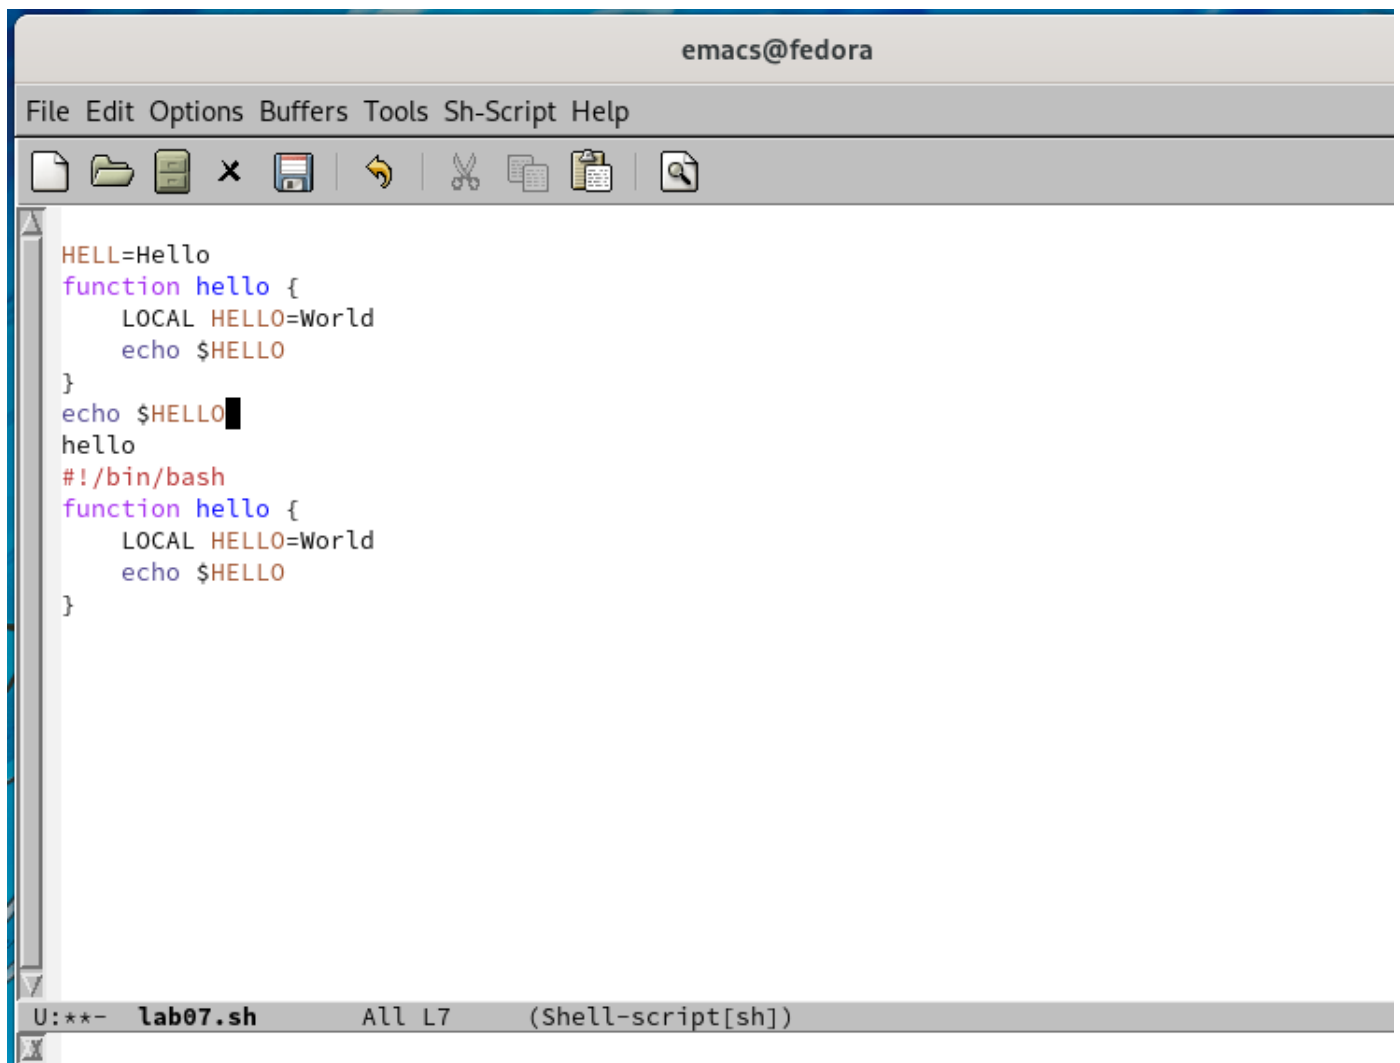 emacs@fedora
File Edit Options Buffers Tools Sh-Script Help
HELL=Hello
function hello {
    LOCAL HELLO=World
    echo $HELLO
}
echo $HELLO
hello
#!/bin/bash
function hello {
    LOCAL HELLO=World
    echo $HELLO
}
U:**-  lab07.sh       All L7     (Shell-script[sh])